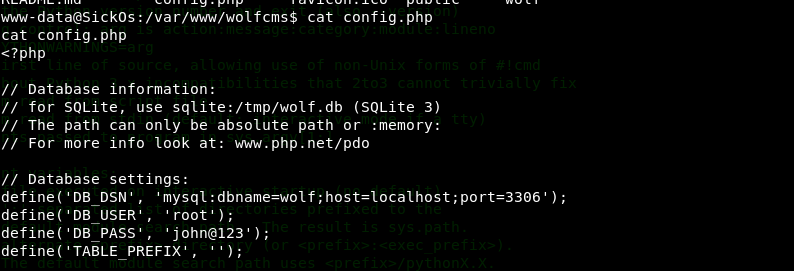 README.md config.php favicon.ico public wolf
www-data@SickOs:/var/www/wolfcms$ cat config.php
cat config.php
<?php
// Database information:
// for SQLite, use sqlite:/tmp/wolf.db (SQLite 3)
// The path can only be absolute path or :memory:
// For more info look at: www.php.net/pdo
// Database settings:
define('DB_DSN', 'mysql:dbname=wolf;host=localhost;port=3306');
define('DB_USER', 'root');
define('DB_PASS', 'john@123');
define('TABLE_PREFIX', '');